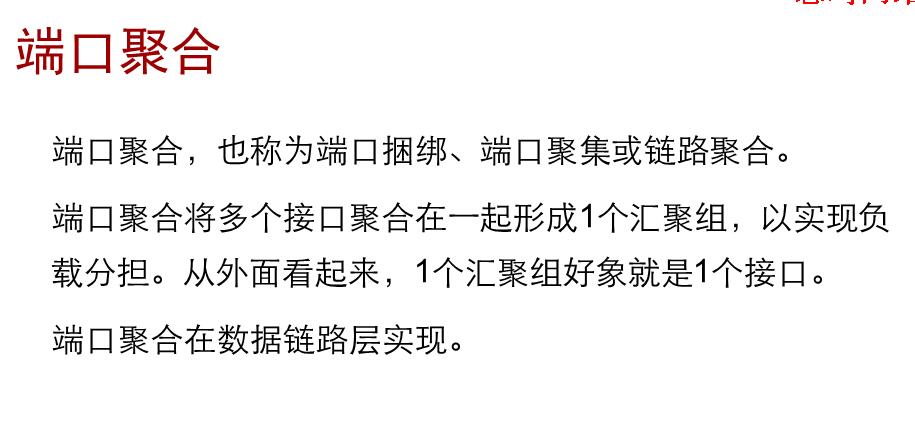 端口聚合
端口聚合，也称为端口捆绑、端口聚集或链路聚合。
端口聚合将多个接口聚合在一起形成1个汇聚组，以实现负
载分担。从外面看起来，1个汇聚组好象就是1个接口。
端口聚合在数据链路层实现。